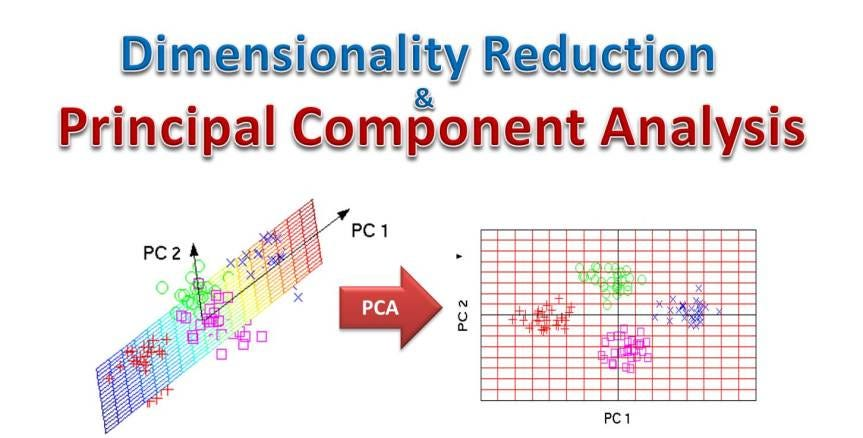 Dimensionality Reduction
&
Principal Component Analysis
PC 1
PC 2
PCA
PC 2
PC 1